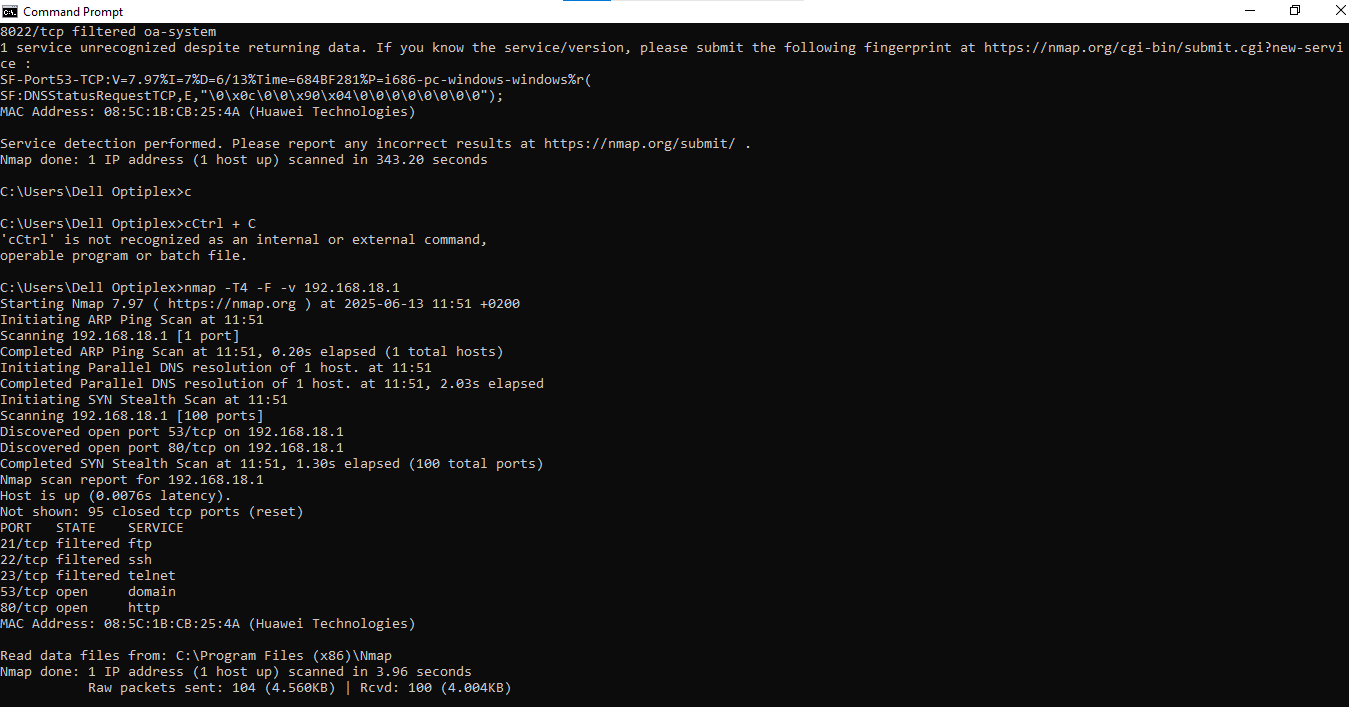 Command Prompt
8022/tcp filtered oa-system
1 service unrecognized despite returning data. If you know the service/version, please submit the following fingerprint at https://nmap.org/cgi-bin/submit.cgi?new-servi
ce :
SF-Port53-TCP:V=7.97%I=7%D=6/13%Time=684BF281%P=i686-pc-windows-windows%r(
SF:DNSStatusRequestTCP,E,"\0\x0c\0\0\x90\x04\0\0\0\0\0\0\0\0");
MAC Address: 08:5C:1B:CB:25:4A (Huawei Technologies)
Service detection performed. Please report any incorrect results at https://nmap.org/submit/ .
Nmap done: 1 IP address (1 host up) scanned in 343.20 seconds
C:\Users\Dell Optiplex>c
C:\Users\Dell Optiplex>cCtrl + C
'cCtrl' is not recognized as an internal or external command,
operable program or batch file.
C:\Users\Dell Optiplex>nmap -T4 -F -v 192.168.18.1
Starting Nmap 7.97 ( https://nmap.org ) at 2025-06-13 11:51 +0200
Initiating ARP Ping Scan at 11:51
Scanning 192.168.18.1 [1 port]
Completed ARP Ping Scan at 11:51, 0.20s elapsed (1 total hosts)
Initiating Parallel DNS resolution of 1 host. at 11:51
Completed Parallel DNS resolution of 1 host. at 11:51, 2.03s elapsed
Initiating SYN Stealth Scan at 11:51
Scanning 192.168.18.1 [100 ports]
Discovered open port 53/tcp on 192.168.18.1
Discovered open port 80/tcp on 192.168.18.1
Completed SYN Stealth Scan at 11:51, 1.30s elapsed (100 total ports)
Nmap scan report for 192.168.18.1
Host is up (0.0076s latency).
Not shown: 95 closed tcp ports (reset)
PORT   STATE    SERVICE
21/tcp filtered ftp
22/tcp filtered ssh
23/tcp filtered telnet
53/tcp open     domain
80/tcp open     http
MAC Address: 08:5C:1B:CB:25:4A (Huawei Technologies)
Read data files from: C:\Program Files (x86)\Nmap
Nmap done: 1 IP address (1 host up) scanned in 3.96 seconds
           Raw packets sent: 104 (4.560KB) | Rcvd: 100 (4.004KB)